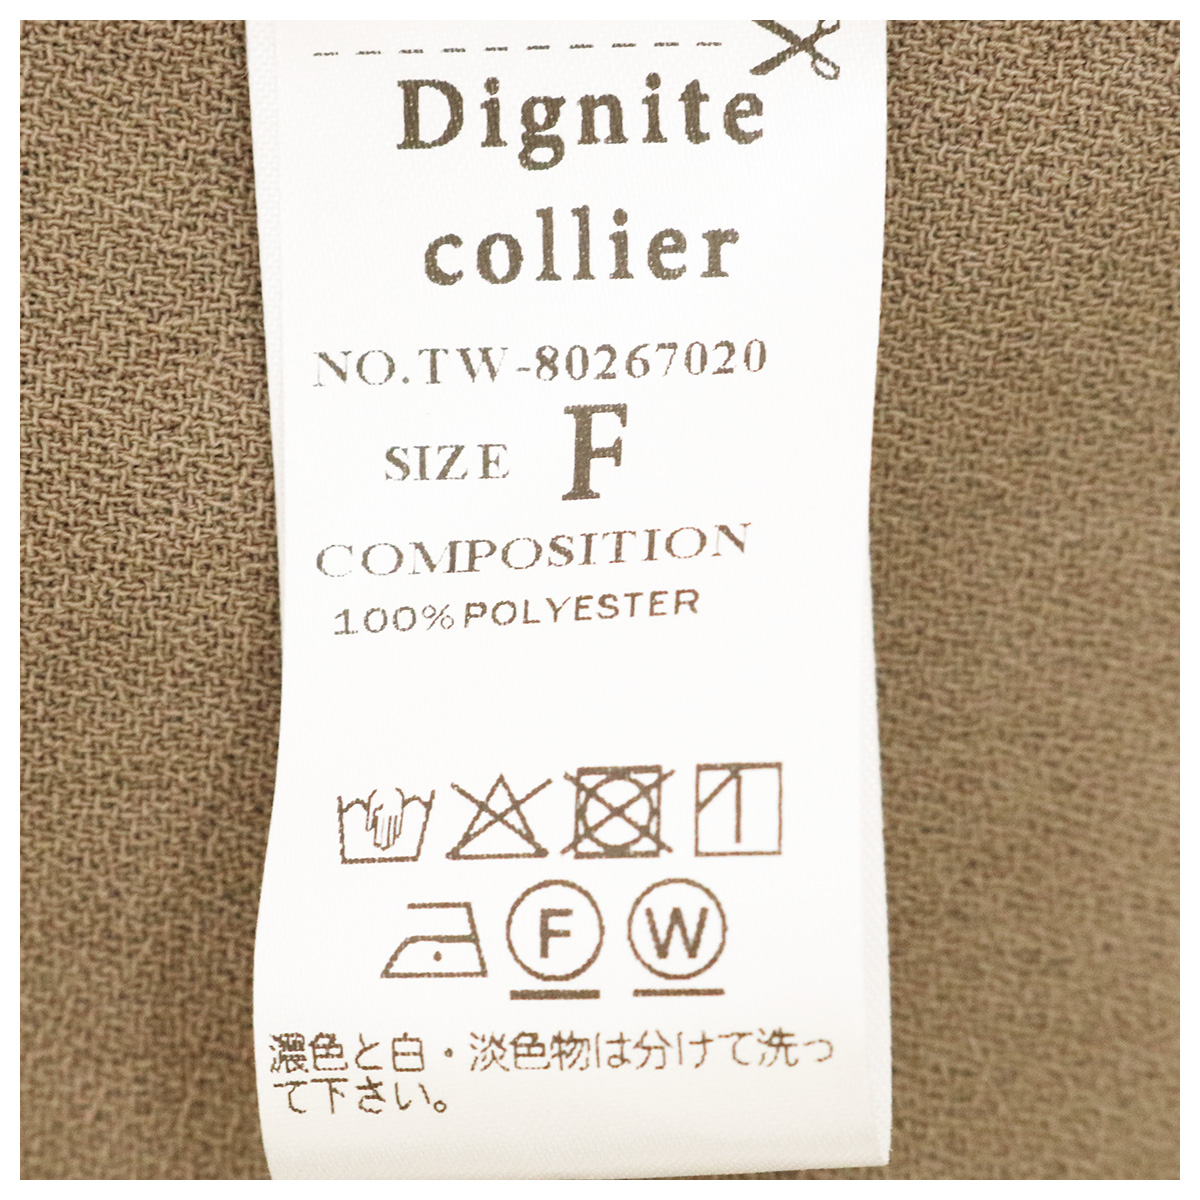 Dignite
collier
NO.TW-80267020
SIZE F
COMPOSITION
100%POLYESTER
F W
濃色と白・淡色物は分けて洗っ
て下さい。